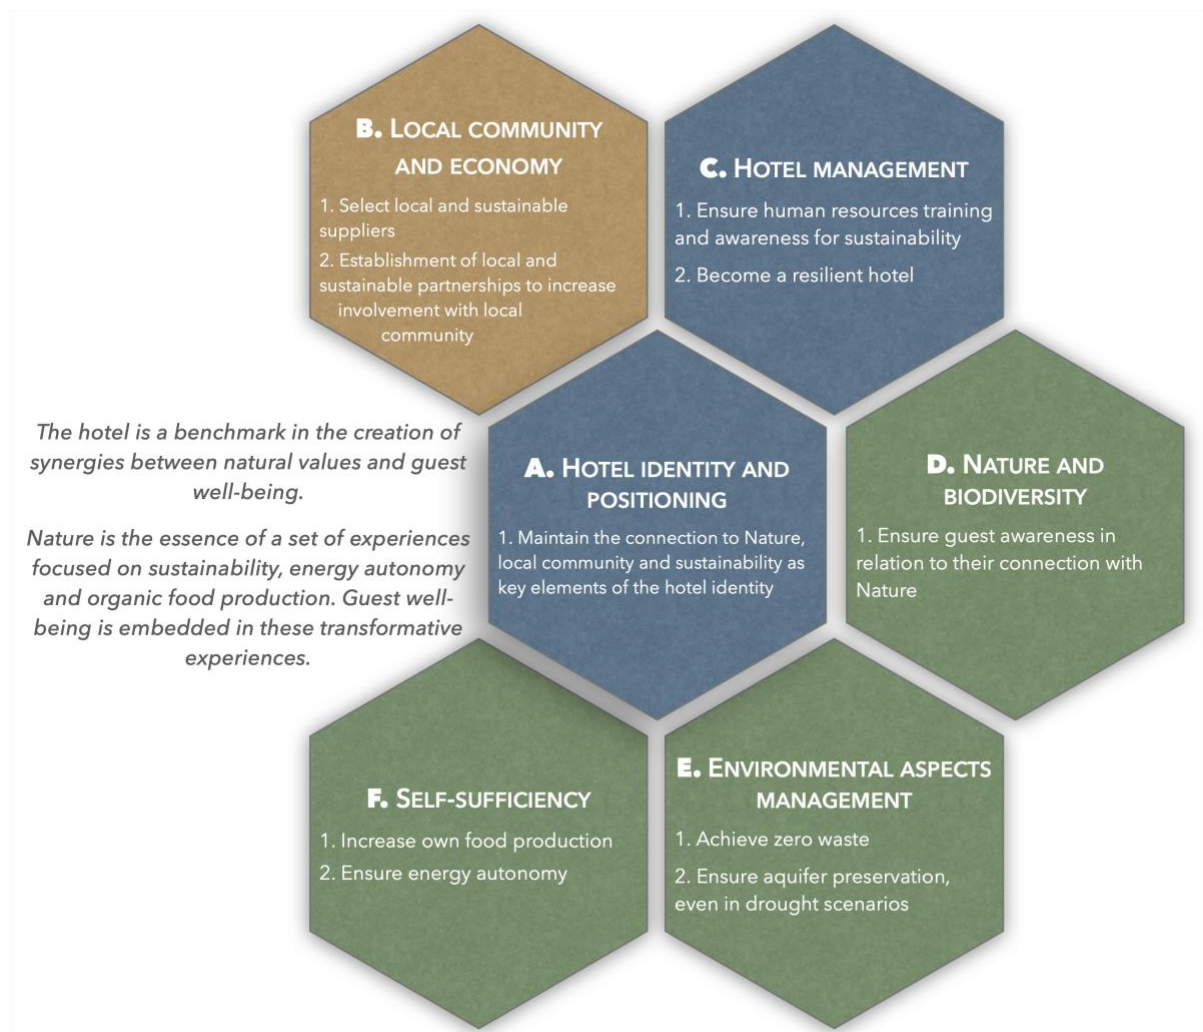 B. LOCAL COMMUNITY
AND ECONOMY
1. Select local and sustainable
suppliers
2. Establishment of local and
sustainable partnerships to increase
involvement with local
community
C. HOTEL MANAGEMENT
1. Ensure human resources training
and awareness for sustainability
2. Become a resilient hotel
The hotel is a benchmark in the creation of
synergies between natural values and guest
well-being.
Nature is the essence of a set of experiences
focused on sustainability, energy autonomy
and organic food production. Guest well-
being is embedded in these transformative
experiences.
A. HOTEL IDENTITY AND
POSITIONING
1. Maintain the connection to Nature,
local community and sustainability as
key elements of the hotel identity
D. NATURE AND
BIODIVERSITY
1. Ensure guest awareness in
relation to their connection with
Nature
F. SELF-SUFFICIENCY
1. Increase own food production
2. Ensure energy autonomy
E. ENVIRONMENTAL ASPECTS
MANAGEMENT
1. Achieve zero waste
2. Ensure aquifer preservation,
even in drought scenarios